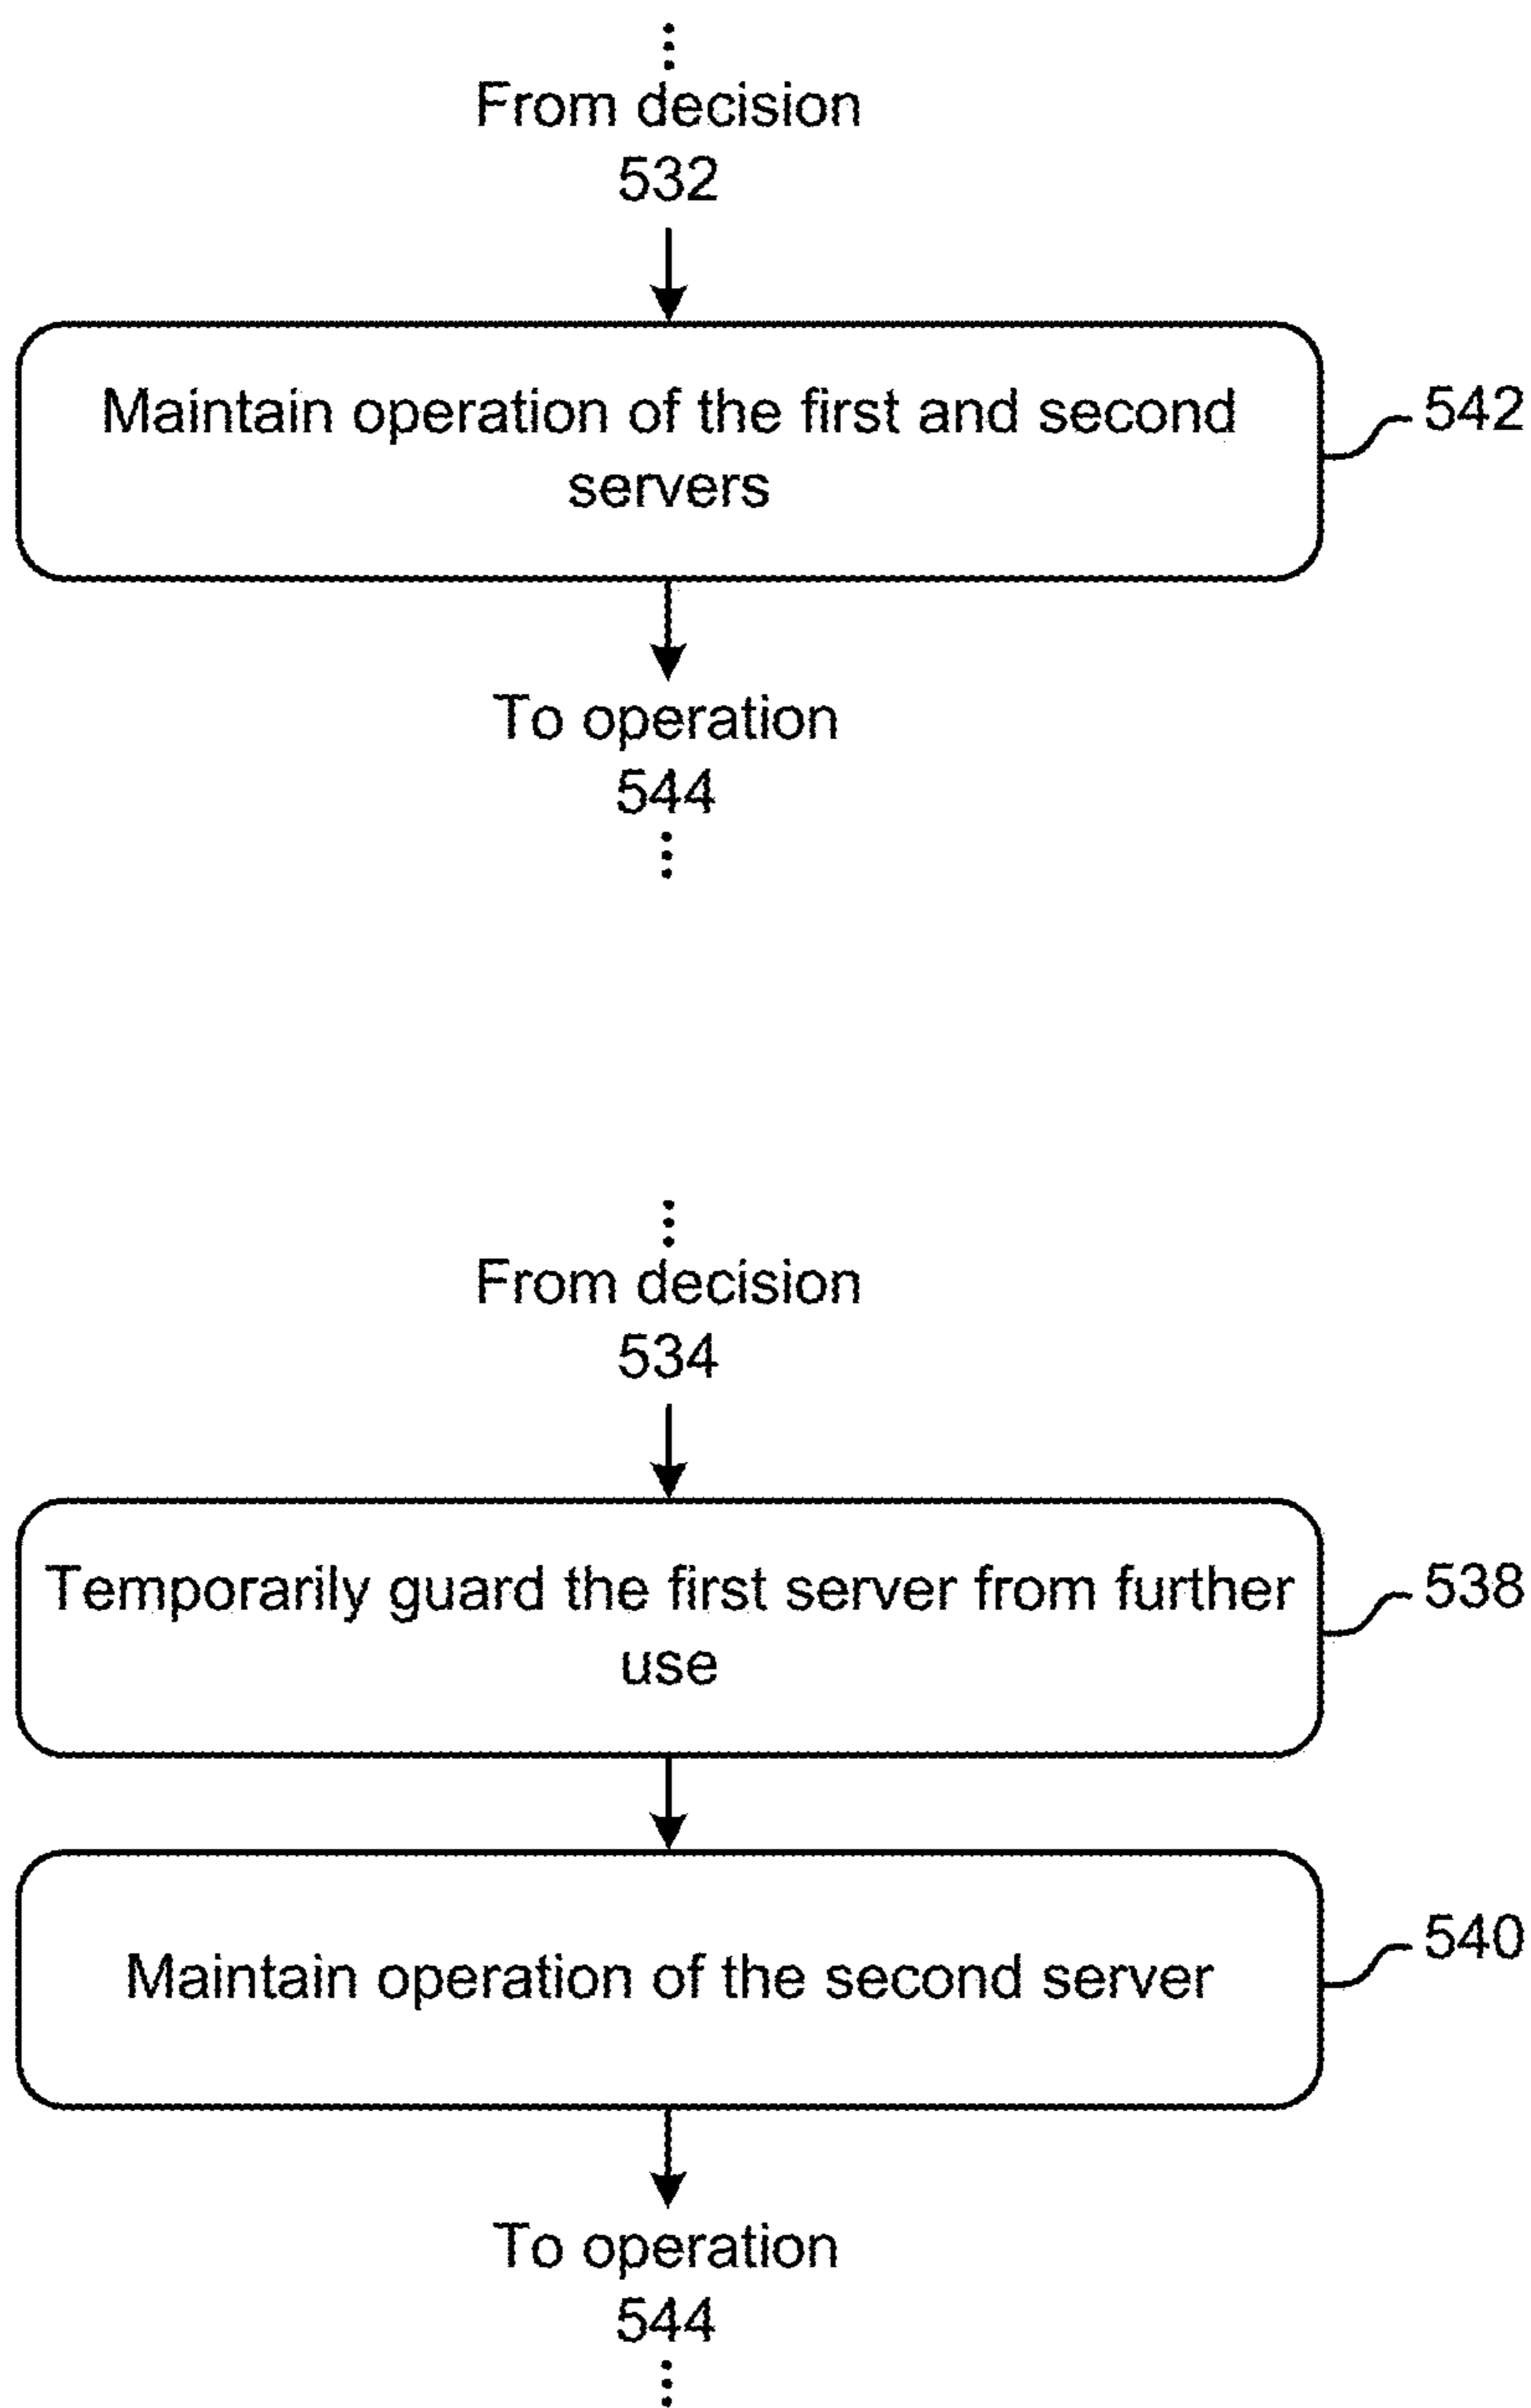 From decision
532
Maintain operation of the first and second
servers
542
To operation
544
From decision
534
Temporarily guard the first server from further
use
538
Maintain operation of the second server
540
To operation
544